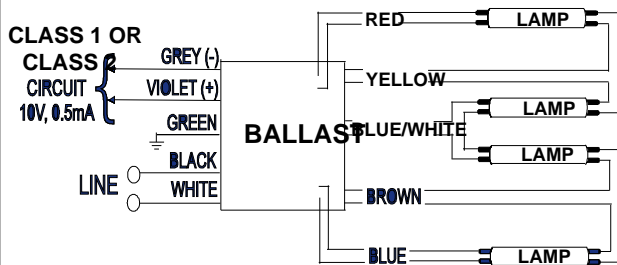 CLASS 1 OR
CLASS 2
CIRCUIT
10V, 0.5mA
GREY (-)
VIOLET (+)
GREEN
BLACK
WHITE
LINE
BALLAST
RED
YELLOW
BLUE/WHITE
BROWN
BLUE
LAMP
LAMP
LAMP
LAMP